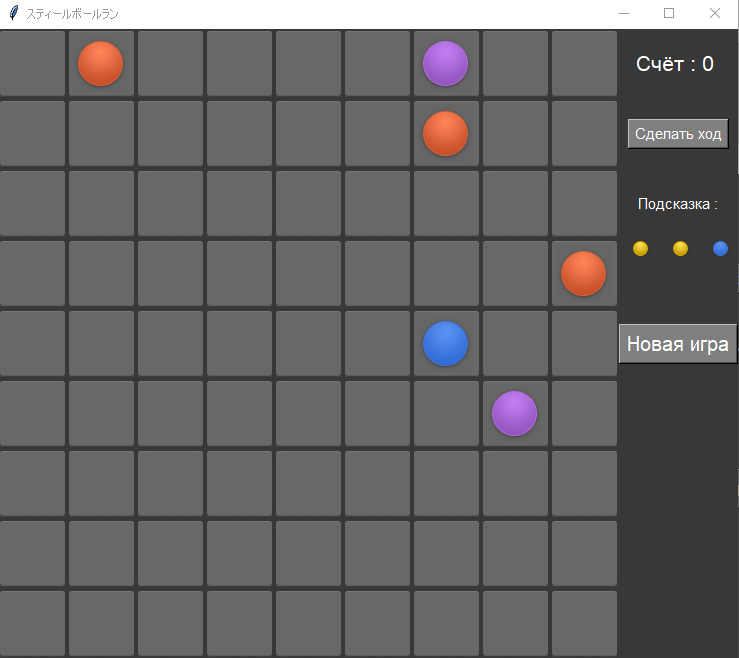 スティールボールラン
Счёт : 0
Сделать ход
Подсказка :
Новая игра